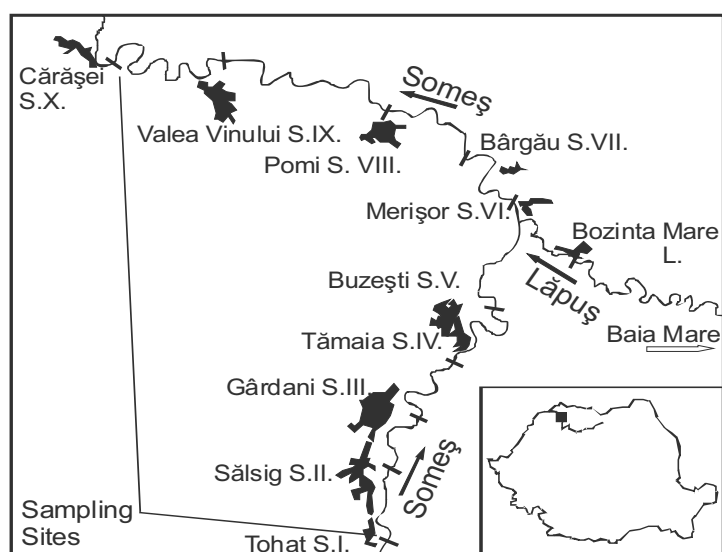 Cărăşei
S.X.
Valea Vinului S.IX.
Someş
Pomi S. VIII.
Bârgău S.VII.
Merişor S.VI.
Bozinta Mare
L.
Lăpuş
Buzeşti S.V.
Tămaia S.IV.
Baia Mare
Gârdani S.III.
Sălsig S.II.
Someş
Sampling
Sites
Tohat S.I.